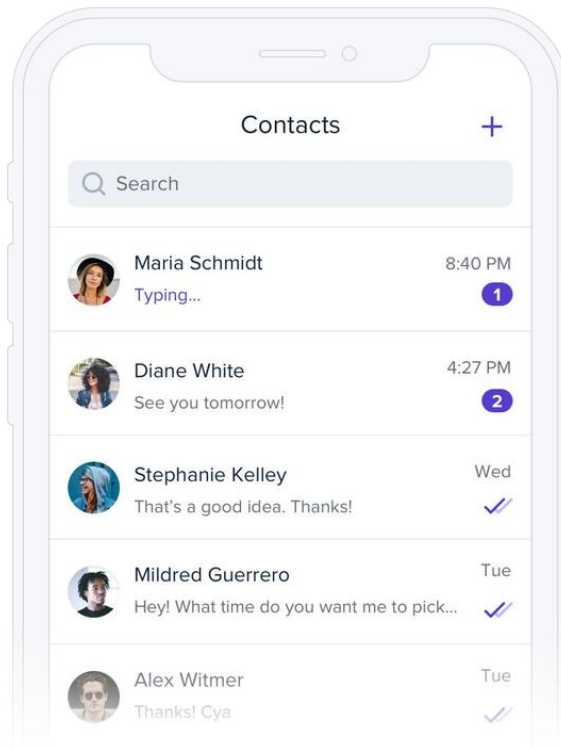 Contacts
Search
Maria Schmidt 8:40 PM
Typing... 1
Diane White 4:27 PM
See you tomorrow! 2
Stephanie Kelley Wed
That's a good idea. Thanks!
Mildred Guerrero Tue
Hey! What time do you want me to pick...
Alex Witmer Tue
Thanks! Cya